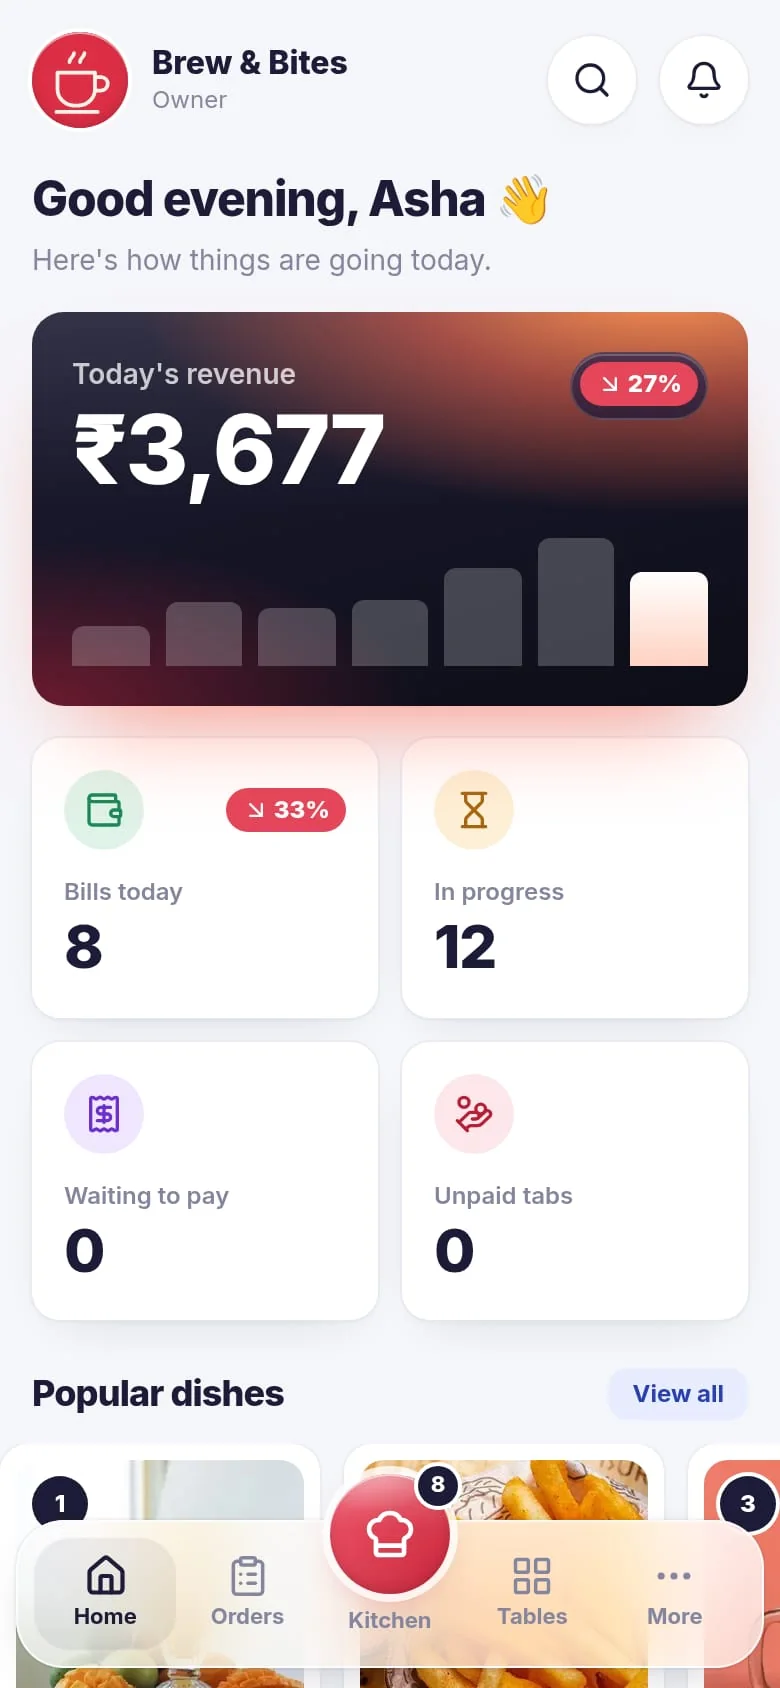 Brew & Bites
Owner
Good evening, Asha 👋
Here's how things are going today.
Today's revenue
27%
₹3,677
33%
Bills today
8
In progress
12
Waiting to pay
0
Unpaid tabs
0
Popular dishes
View all
1
8
3
Home
Orders
Kitchen
Tables
More